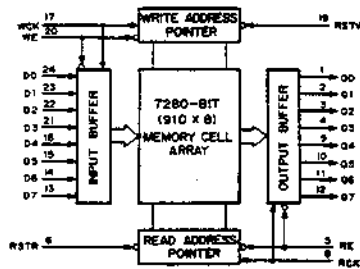 WCK 17
WE 20
WRITE ADDRESS
POINTER
19 RSTW
D0 24
D1 23
D2 22
D3 21
D4 16
D5 15
D6 14
D7 13
INPUT BUFFER
7280-BIT
(910 X 8)
MEMORY CELL
ARRAY
OUTPUT BUFFER
1 Q0
2 Q1
3 Q2
4 Q3
9 Q4
10 Q5
11 Q6
12 Q7
RSTR 6
READ ADDRESS
POINTER
5 RE
8 RCK